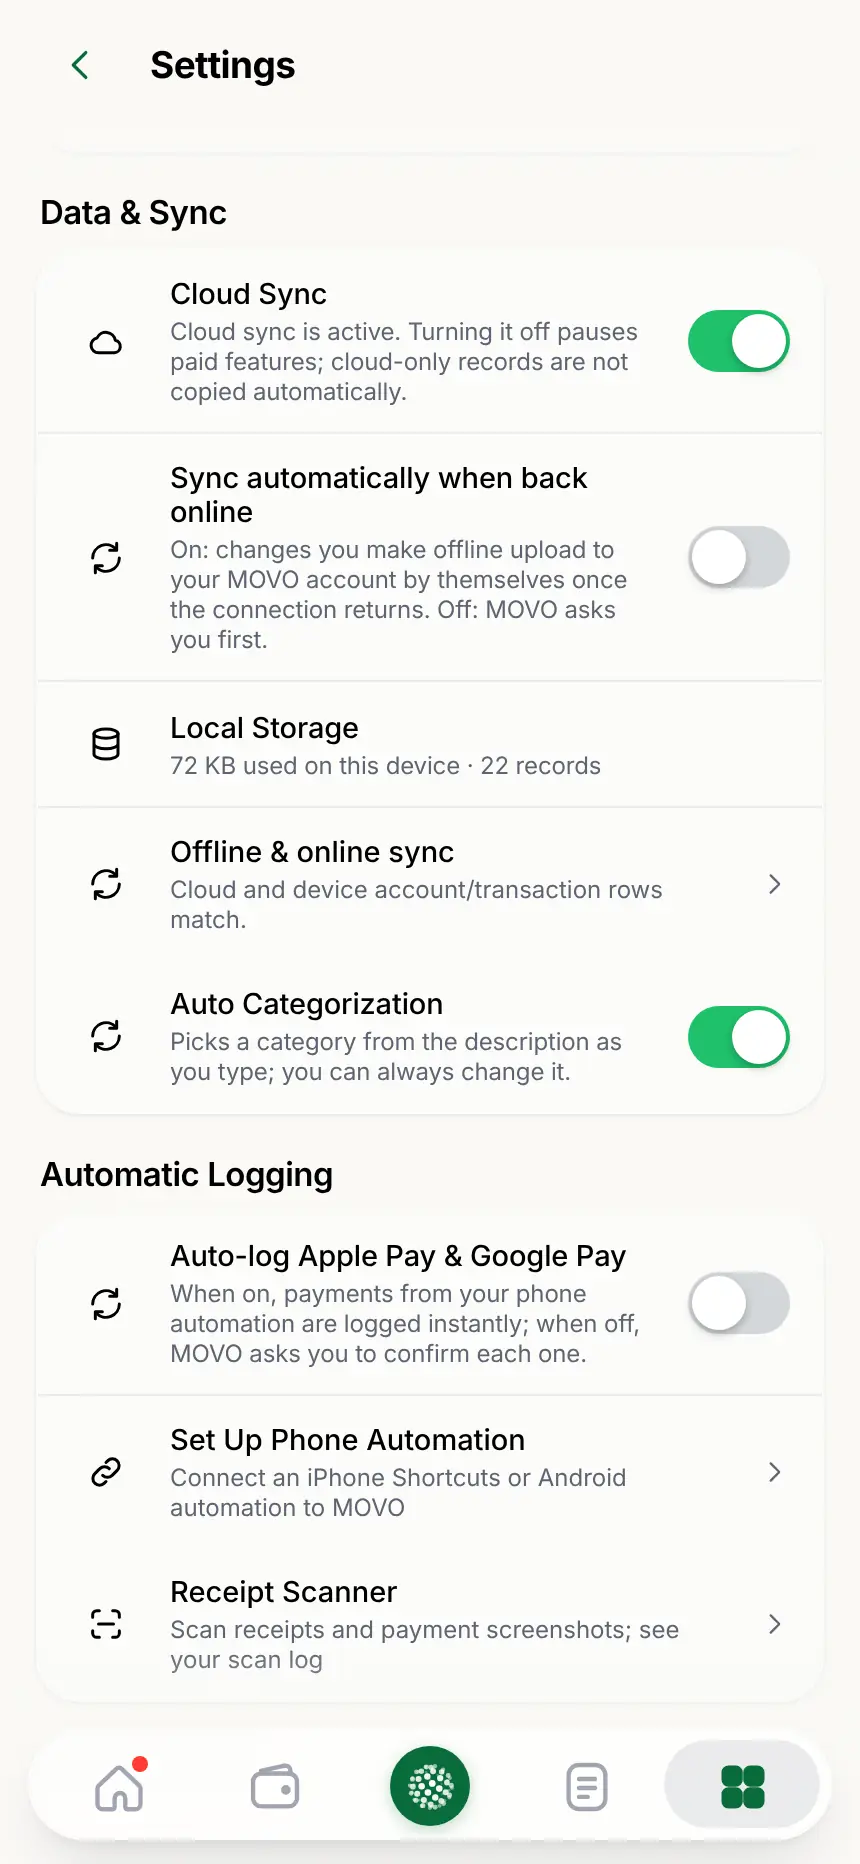 Settings
Data & Sync
Cloud Sync
Cloud sync is active. Turning it off pauses
paid features; cloud-only records are not
copied automatically.
Sync automatically when back
online
On: changes you make offline upload to
your MOVO account by themselves once
the connection returns. Off: MOVO asks
you first.
Local Storage
72 KB used on this device · 22 records
Offline & online sync
Cloud and device account/transaction rows
match.
Auto Categorization
Picks a category from the description as
you type; you can always change it.
Automatic Logging
Auto-log Apple Pay & Google Pay
When on, payments from your phone
automation are logged instantly; when off,
MOVO asks you to confirm each one.
Set Up Phone Automation
Connect an iPhone Shortcuts or Android
automation to MOVO
Receipt Scanner
Scan receipts and payment screenshots; see
your scan log